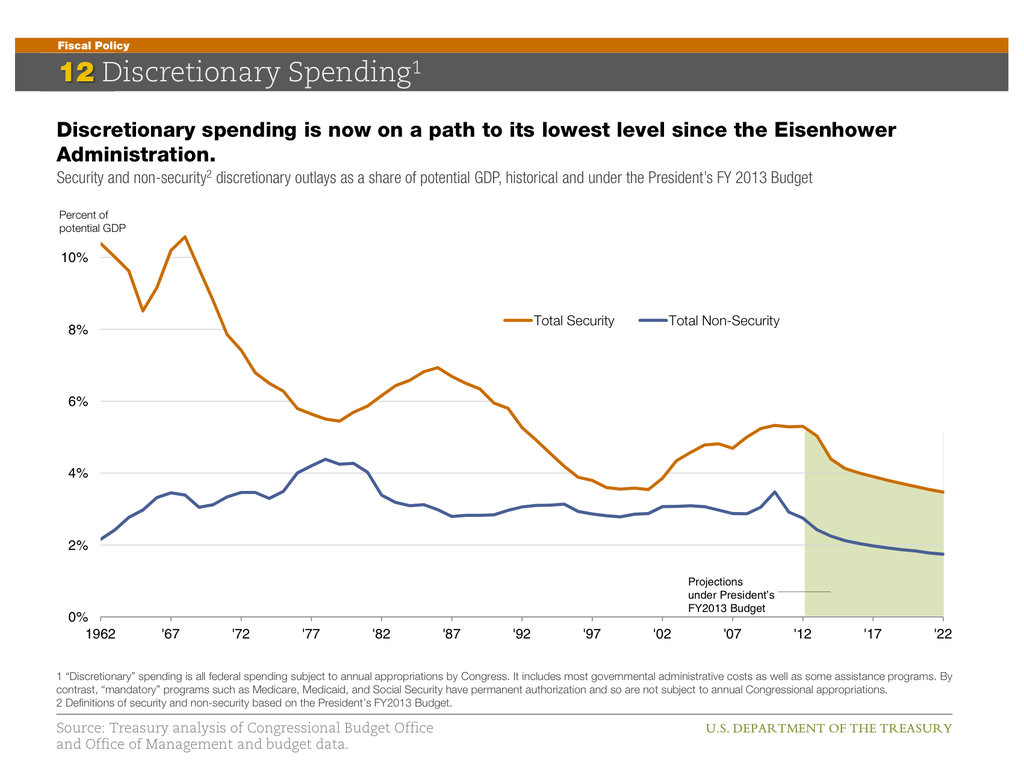 Fiscal Policy
12 Discretionary Spending1
Discretionary spending is now on a path to its lowest level since the Eisenhower
Administration.
Security and non-security2 discretionary outlays as a share of potential GDP, historical and under the President's FY 2013 Budget
Percent of
potential GDP
10%
8%
6%
4%
2%
0%
Total Security
Total Non-Security
Projections
under President's
FY2013 Budget
1962
'67
'72
'77
'82
'87
'92
'97
'02
'07
'12
'17
'22
1 “Discretionary” spending is all federal spending subject to annual appropriations by Congress. It includes most governmental administrative costs as well as some assistance programs. By
contrast, “mandatory” programs such as Medicare, Medicaid, and Social Security have permanent authorization and so are not subject to annual Congressional appropriations.
2 Definitions of security and non-security based on the President's FY2013 Budget.
Source: Treasury analysis of Congressional Budget Office
and Office of Management and budget data.
U.S. DEPARTMENT OF THE TREASURY